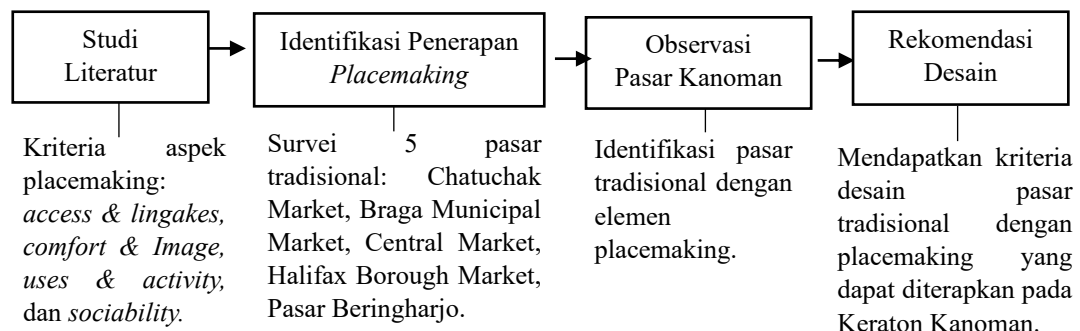 Studi
Literatur
Identifikasi Penerapan
Placemaking
Observasi
Pasar Kanoman
Rekomendasi
Desain
Kriteria aspek
placemaking:
access & lingakes,
comfort & Image,
uses & activity,
dan sociability.
Survei 5 pasar
tradisional: Chatuchak
Market, Braga Municipal
Market, Central Market,
Halifax Borough Market,
Pasar Beringharjo.
Identifikasi pasar
tradisional dengan
elemen
placemaking.
Mendapatkan kriteria
desain pasar
tradisional dengan
placemaking yang
dapat diterapkan pada
Keraton Kanoman.